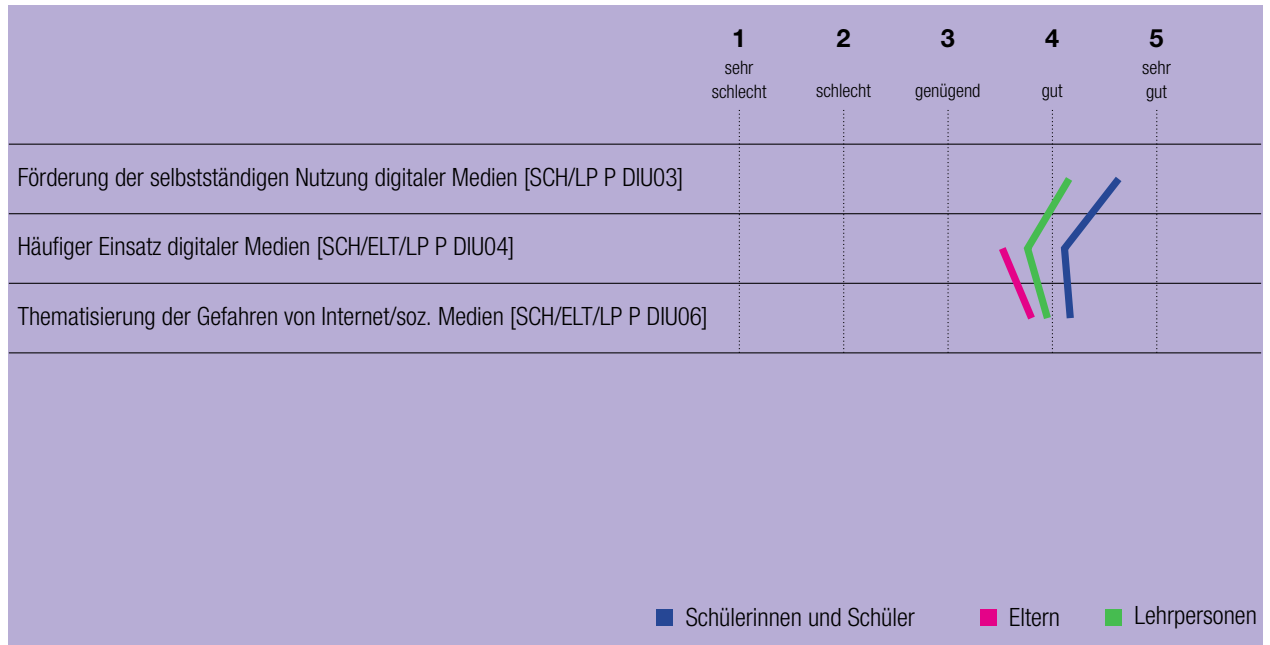 1 2 3 4 5
sehr sehr
schlecht schlecht genügend gut gut
Förderung der selbstständigen Nutzung digitaler Medien [SCH/LP P DIU03]
Häufiger Einsatz digitaler Medien [SCH/ELT/LP P DIU04]
Thematisierung der Gefahren von Internet/soz. Medien [SCH/ELT/LP P DIU06]
Schülerinnen und Schüler Eltern Lehrpersonen